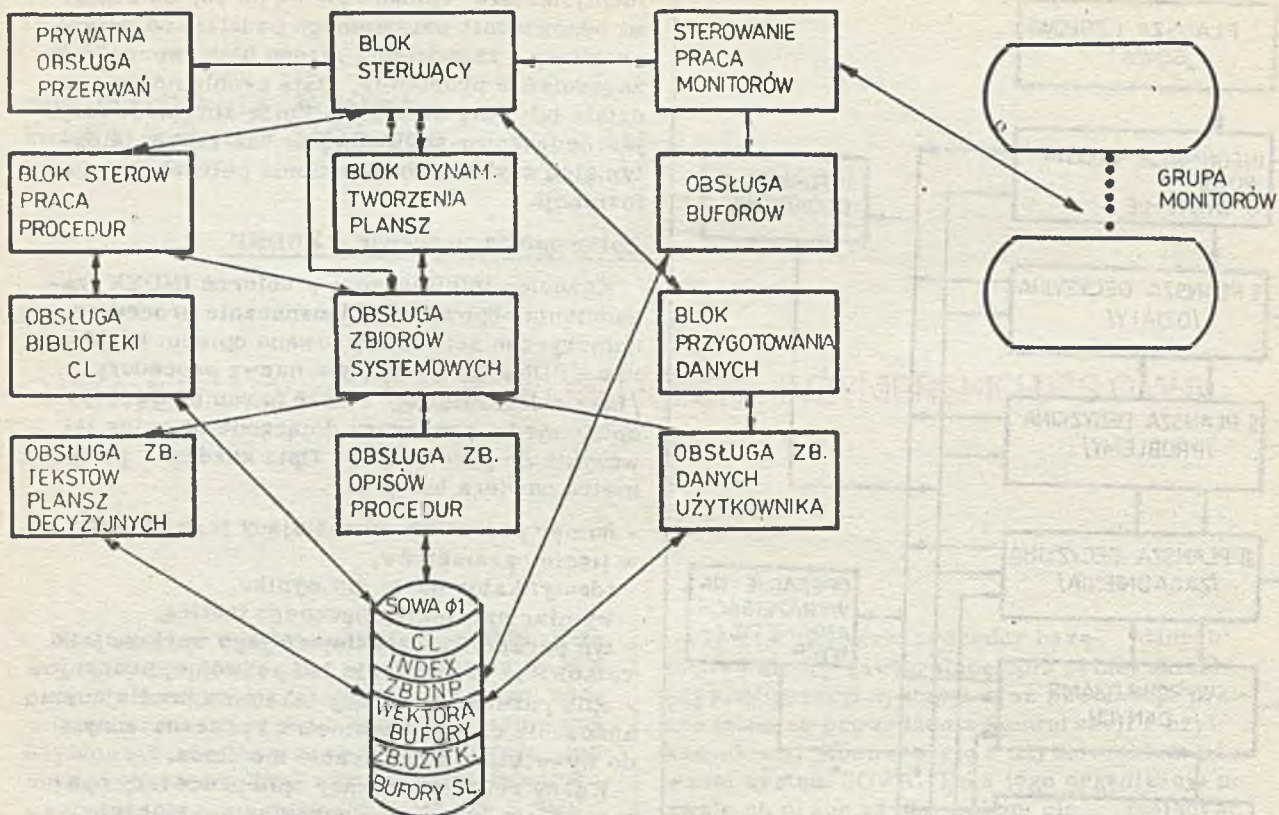 PRYWATNA
OBSŁUGA
PRZERWAŃ
BLOK
STERUJĄCY
STEROWANIE
PRACA
MONITORÓW
BLOK STEROW
PRACA
PROCEDUR
BLOK DYNAM.
TWORZENIA
PLANSZ
OBSŁUGA
BUFORÓW
GRUPA
MONITORÓW
OBSŁUGA
BIBLIOTEKI
CL
OBSŁUGA
ZBIORÓW
SYSTEMOWYCH
BLOK
PRZYGOTOWANIA
DANYCH
OBSŁUGA ZB.
TEKSTÓW
PLANSZ
DECYZYJNYCH
OBSŁUGA ZB.
OPISÓW
PROCEDUR
OBSŁUGA ZB.
DANYCH
UŻYTKOWNIKA
SOWA ϕ1
CL
INDEX
ZBDNP
WEKTORA
BUFORY
ZB.UŻYTK.
BUFORY SL